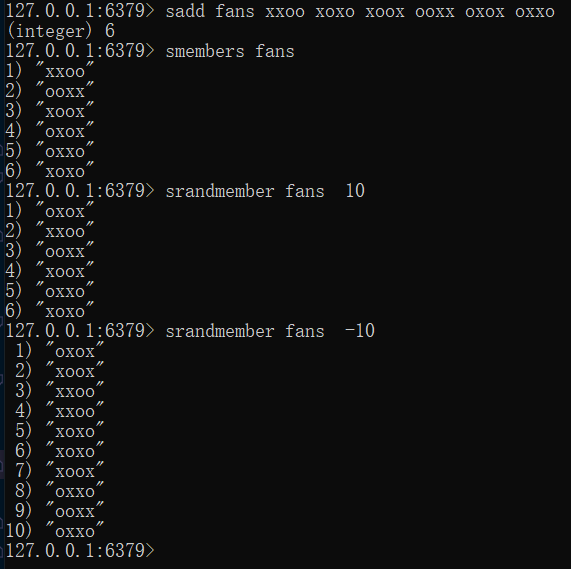 127.0.0.1:6379> sadd fans xxoo xoxo xoox ooxx oxox oxxo
(integer) 6
127.0.0.1:6379> smembers fans
1) "xxoo"
2) "ooxx"
3) "xoox"
4) "oxox"
5) "oxxo"
6) "xoxo"
127.0.0.1:6379> srandmember fans  10
1) "oxox"
2) "xxoo"
3) "ooxx"
4) "xoox"
5) "oxxo"
6) "xoxo"
127.0.0.1:6379> srandmember fans  -10
 1) "oxox"
 2) "xoox"
 3) "xxoo"
 4) "xxoo"
 5) "xoxo"
 6) "xoxo"
 7) "xoox"
 8) "oxxo"
 9) "ooxx"
10) "oxxo"
127.0.0.1:6379>